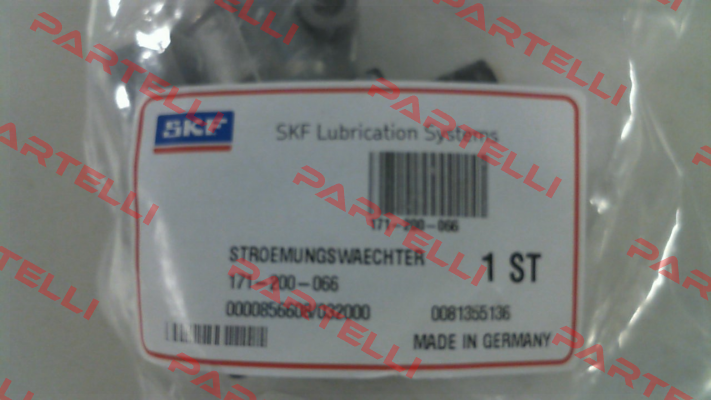 SKF
SKF Lubrication Systems
171-200-066
STROEMUNGSWAECHTER
1 ST
171-200-066
0000856608/032000
0081355136
MADE IN GERMANY
PARTELLI
PARTELLI
PARTELLI
PARTELLI
PARTELLI
PARTELLI
PARTELLI